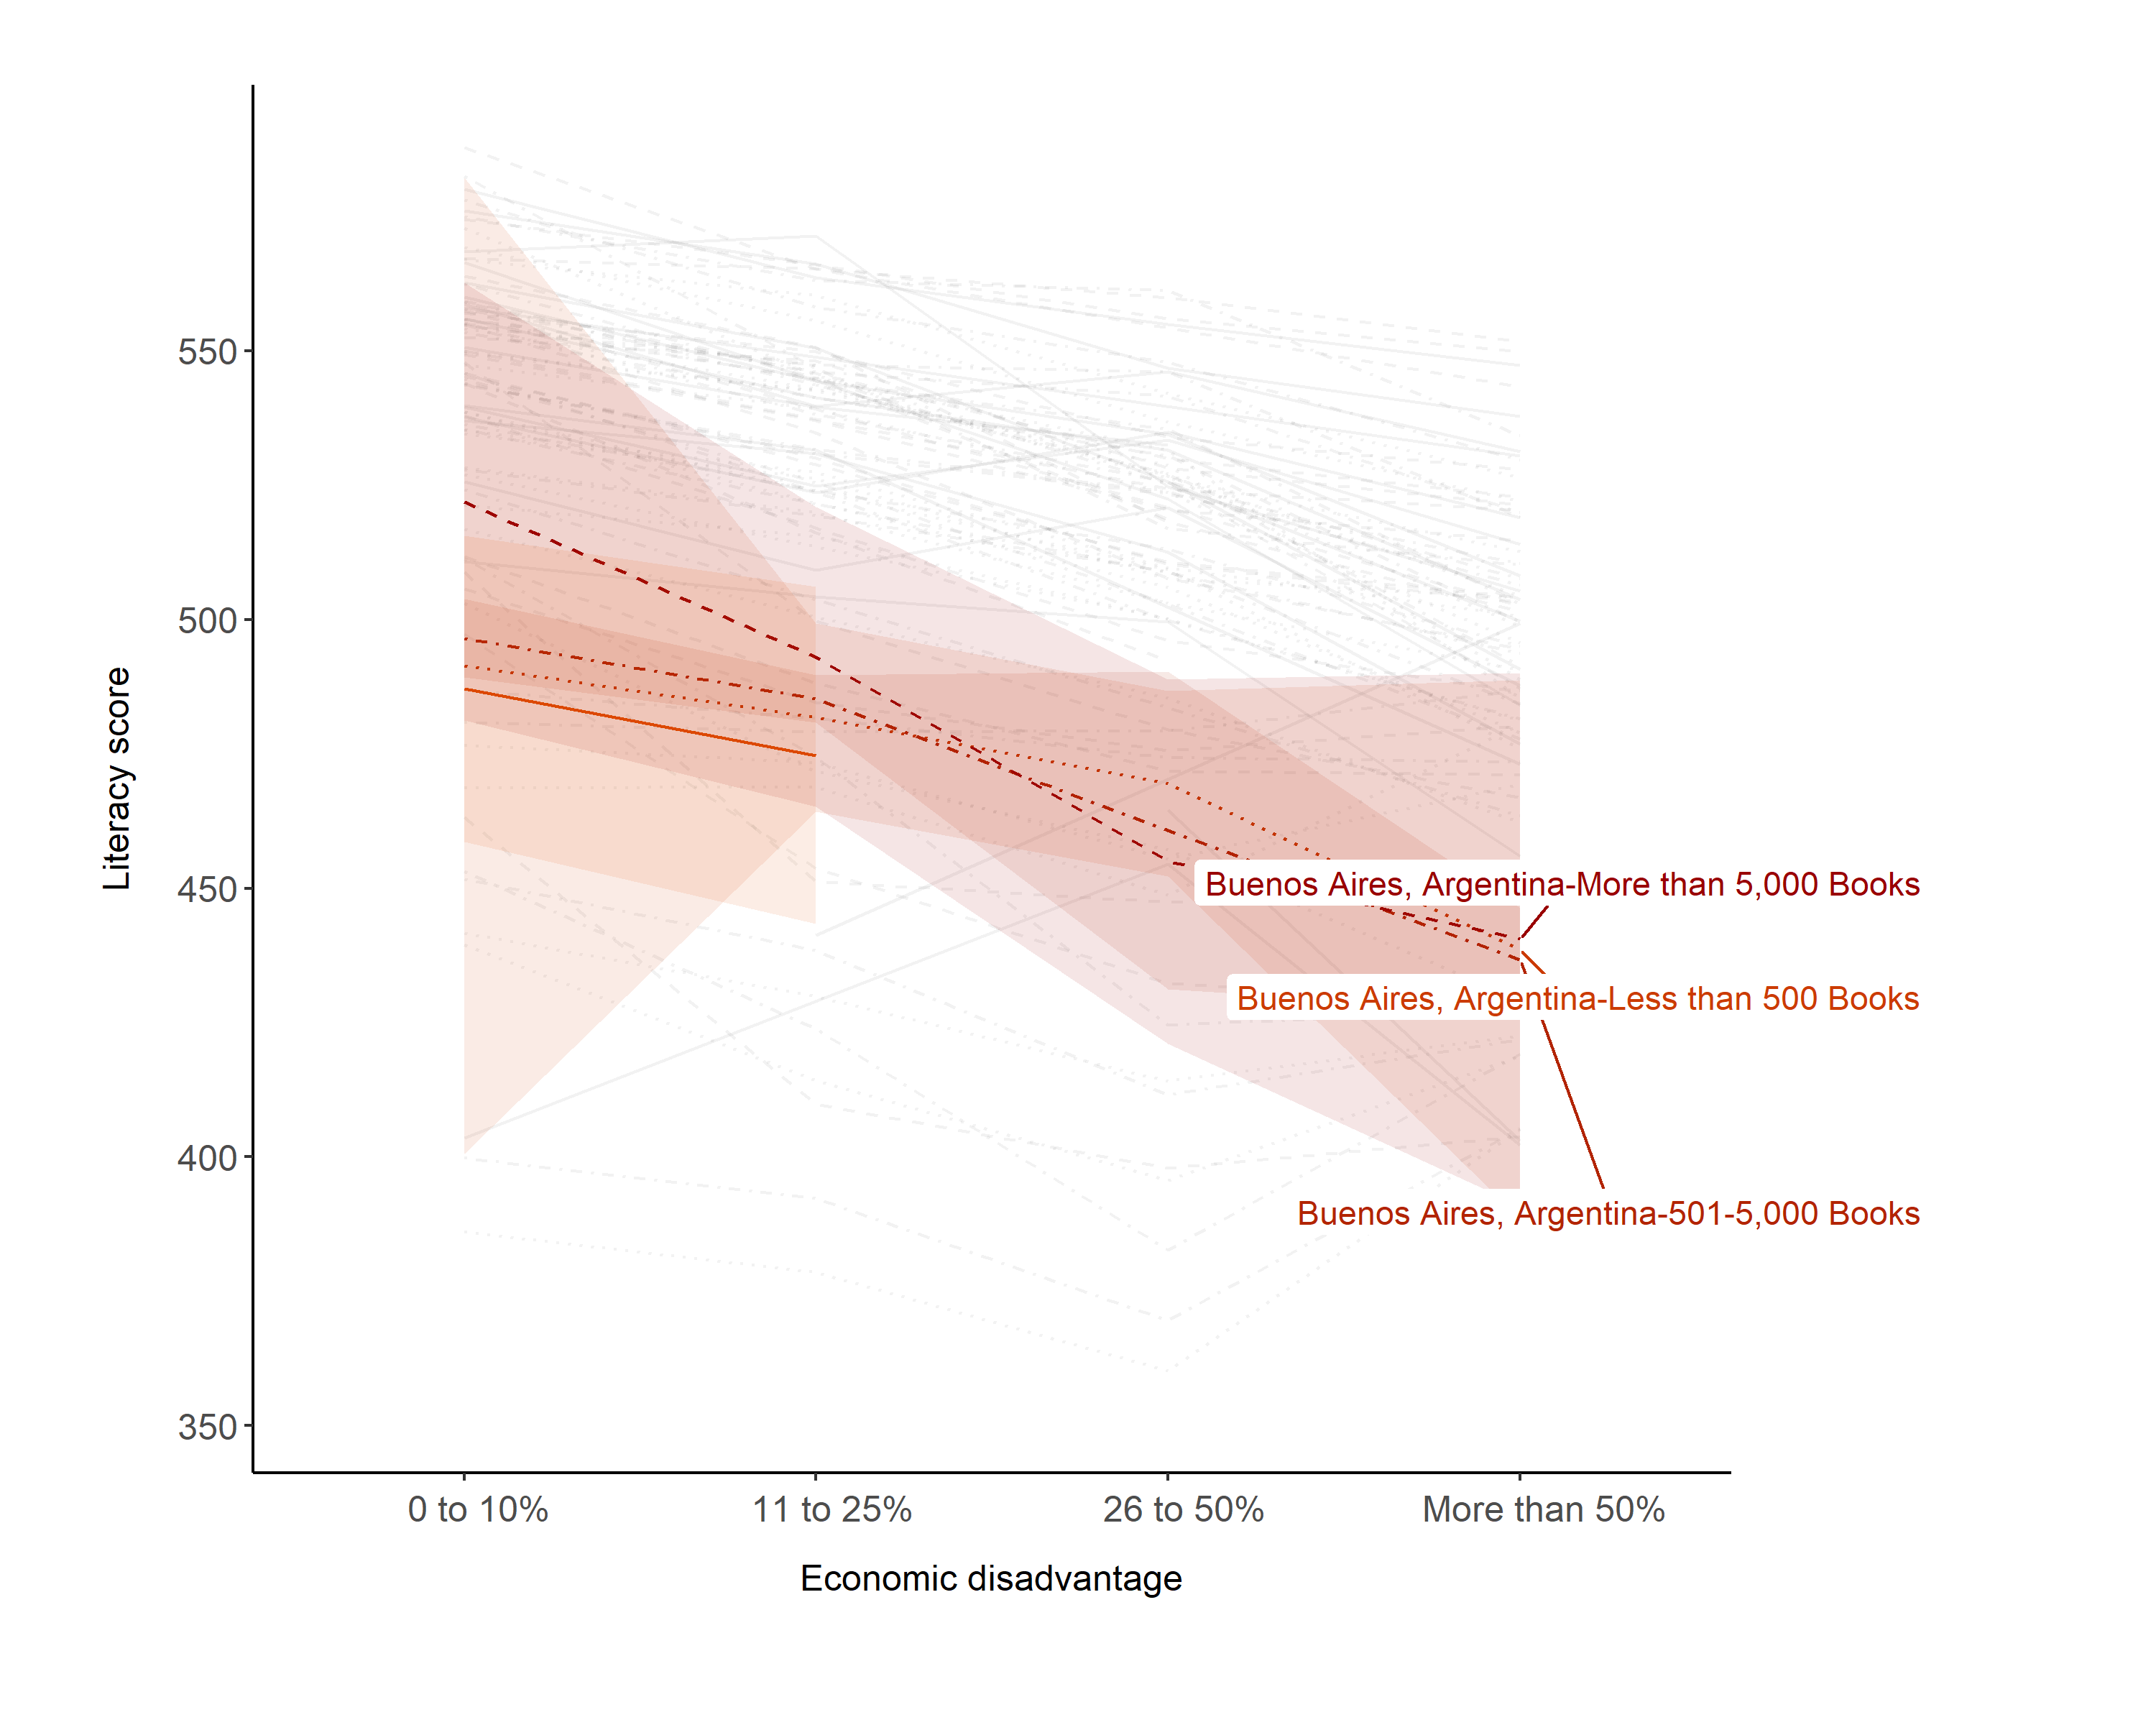 Literacy score
550
500
450
400
350
Buenos Aires, Argentina-More than 5,000 Books
Buenos Aires, Argentina-Less than 500 Books
Buenos Aires, Argentina-501-5,000 Books
0 to 10%
11 to 25%
26 to 50%
More than 50%
Economic disadvantage